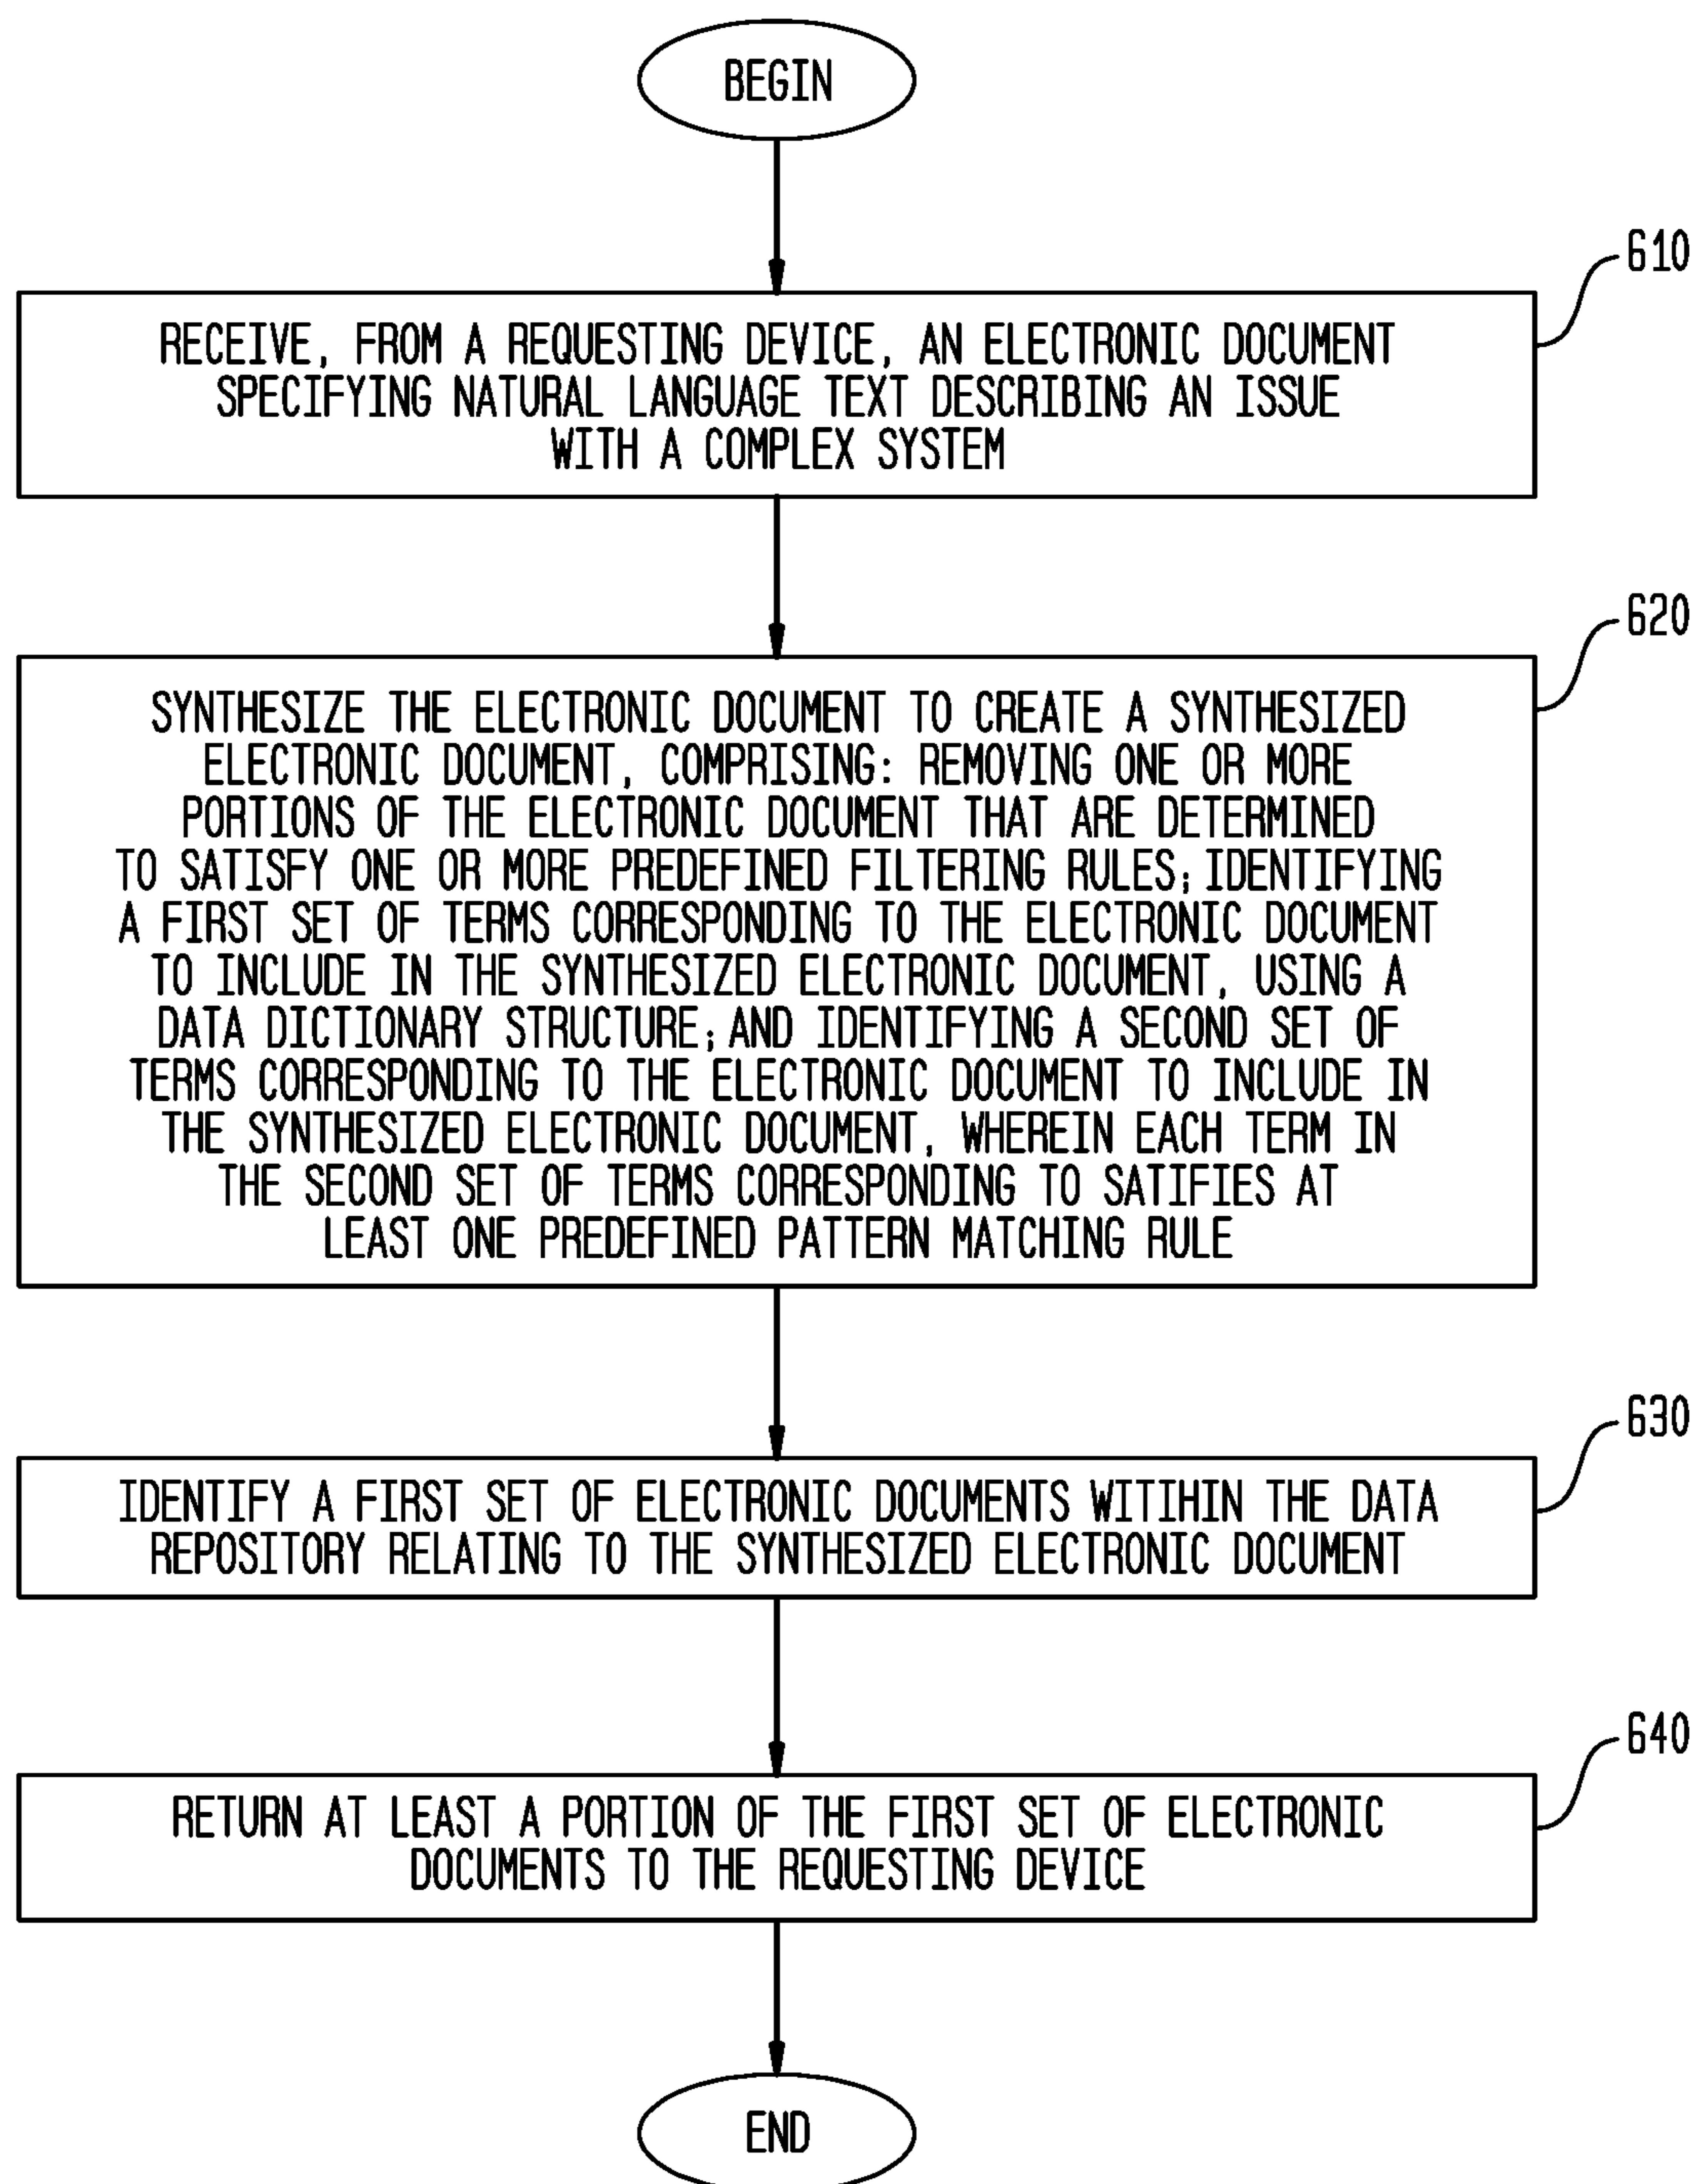 BEGIN
610
RECEIVE, FROM A REQUESTING DEVICE, AN ELECTRONIC DOCUMENT
SPECIFYING NATURAL LANGUAGE TEXT DESCRIBING AN ISSUE
WITH A COMPLEX SYSTEM
620
SYNTHESIZE THE ELECTRONIC DOCUMENT TO CREATE A SYNTHESIZED
ELECTRONIC DOCUMENT, COMPRISING: REMOVING ONE OR MORE
PORTIONS OF THE ELECTRONIC DOCUMENT THAT ARE DETERMINED
TO SATISFY ONE OR MORE PREDEFINED FILTERING RULES; IDENTIFYING
A FIRST SET OF TERMS CORRESPONDING TO THE ELECTRONIC DOCUMENT
TO INCLUDE IN THE SYNTHESIZED ELECTRONIC DOCUMENT, USING A
DATA DICTIONARY STRUCTURE; AND IDENTIFYING A SECOND SET OF
TERMS CORRESPONDING TO THE ELECTRONIC DOCUMENT TO INCLUDE IN
THE SYNTHESIZED ELECTRONIC DOCUMENT, WHEREIN EACH TERM IN
THE SECOND SET OF TERMS CORRESPONDING TO SATIFIES AT
LEAST ONE PREDEFINED PATTERN MATCHING RULE
630
IDENTIFY A FIRST SET OF ELECTRONIC DOCUMENTS WITIHIN THE DATA
REPOSITORY RELATING TO THE SYNTHESIZED ELECTRONIC DOCUMENT
640
RETURN AT LEAST A PORTION OF THE FIRST SET OF ELECTRONIC
DOCUMENTS TO THE REQUESTING DEVICE
END